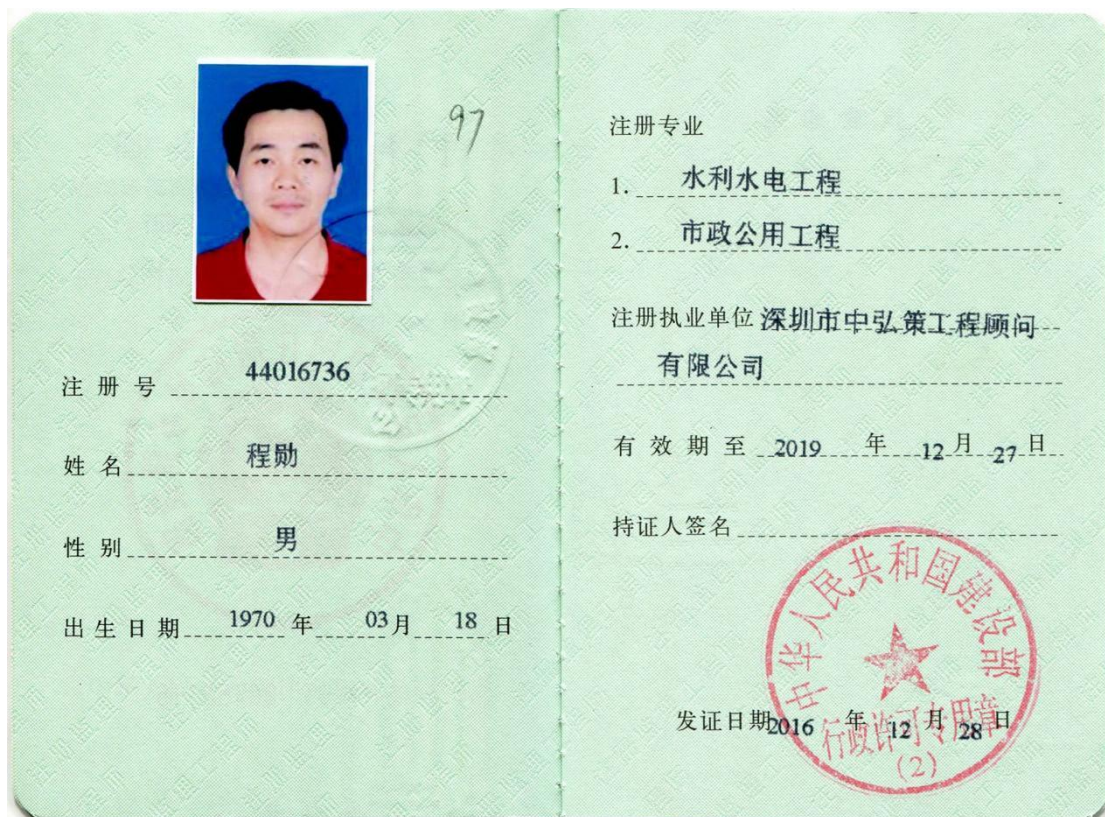 97
注册号 44016736
姓名 程勋
性别 男
出生日期 1970 年 03 月 18 日
注册专业
1. 水利水电工程
2. 市政公用工程
注册执业单位 深圳市中弘策工程顾问
有限公司
有效期至 2019 年 12 月 27 日
持证人签名
中华人民共和国建设部
行政许可专用章
(2)
发证日期 2016 年 12 月 28 日